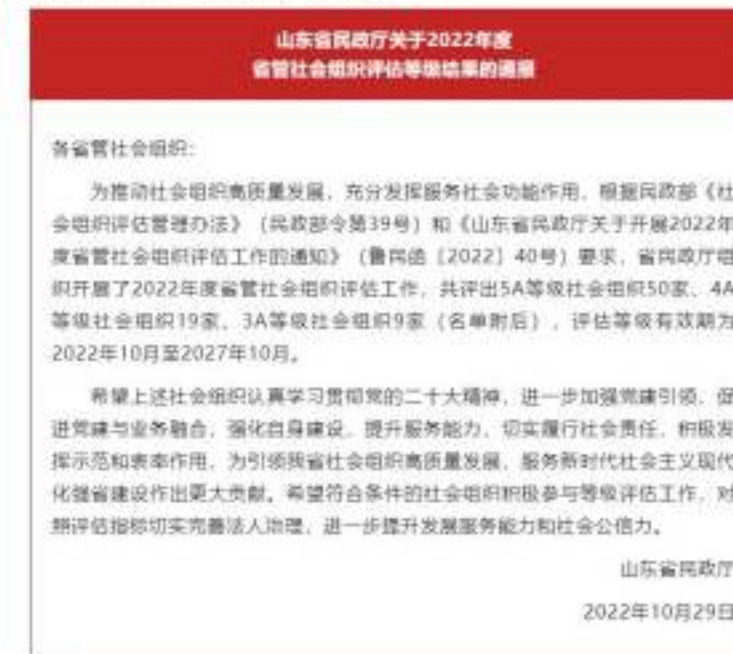 山东省民政厅关于2022年度
省管社会组织评估等级结果的通报
各省管社会组织：
为推动社会组织高质量发展，充分发挥服务社会功能作用，根据民政部《社
会组织评估管理办法》（民政部令第39号）和《山东省民政厅关于开展2022年
度省管社会组织评估工作的通知》（鲁民函〔2022〕40号）要求，省民政厅组
织开展了2022年度省管社会组织评估工作，共评出5A等级社会组织50家、4A
等级社会组织19家、3A等级社会组织9家（名单附后），评估等级有效期为
2022年10月至2027年10月。
希望上述社会组织认真学习贯彻党的二十大精神，进一步加强党建引领，促
进党建与业务融合，强化自身建设，提升服务能力，切实履行社会责任，积极发
挥示范和表率作用，为引领我省社会组织高质量发展，服务新时代社会主义现代
化强省建设作出更大贡献。希望符合条件的社会组织积极参与等级评估工作，对
照评估指标切实完善法人治理，进一步提升发展服务能力和社会公信力。
山东省民政厅
2022年10月29日